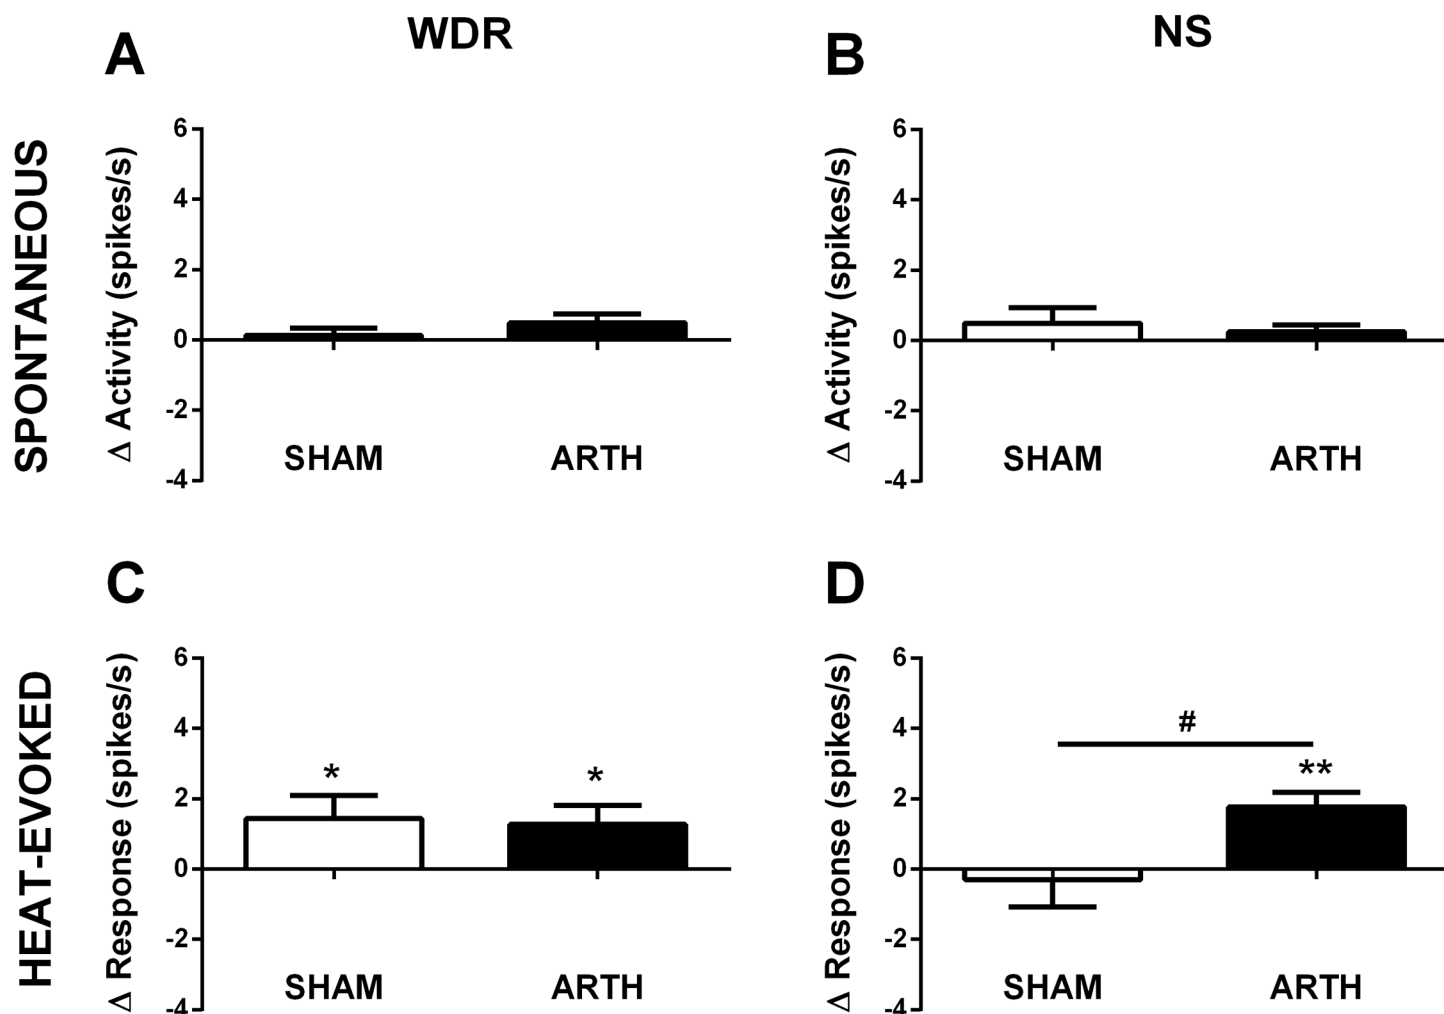 WDR
NS
A
B
SPONTANEOUS
Δ Activity (spikes/s)
6
4
2
0
-2
-4
SHAM
ARTH
Δ Activity (spikes/s)
6
4
2
0
-2
-4
SHAM
ARTH
C
D
HEAT-EVOKED
Δ Response (spikes/s)
6
4
2
0
-2
-4
*
*
SHAM
ARTH
Δ Response (spikes/s)
6
4
2
0
-2
-4
#
**
SHAM
ARTH